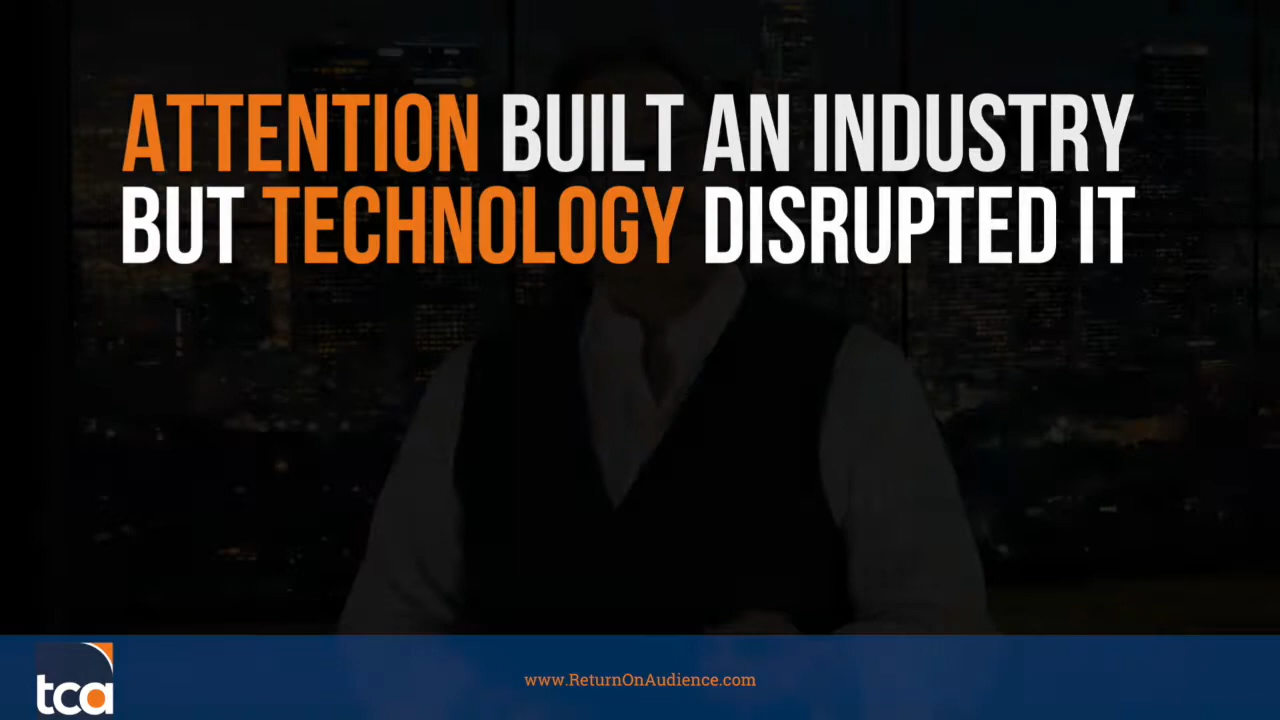 ATTENTION BUILT AN INDUSTRY
BUT TECHNOLOGY DISRUPTED IT
tca
www.ReturnOnAudience.com